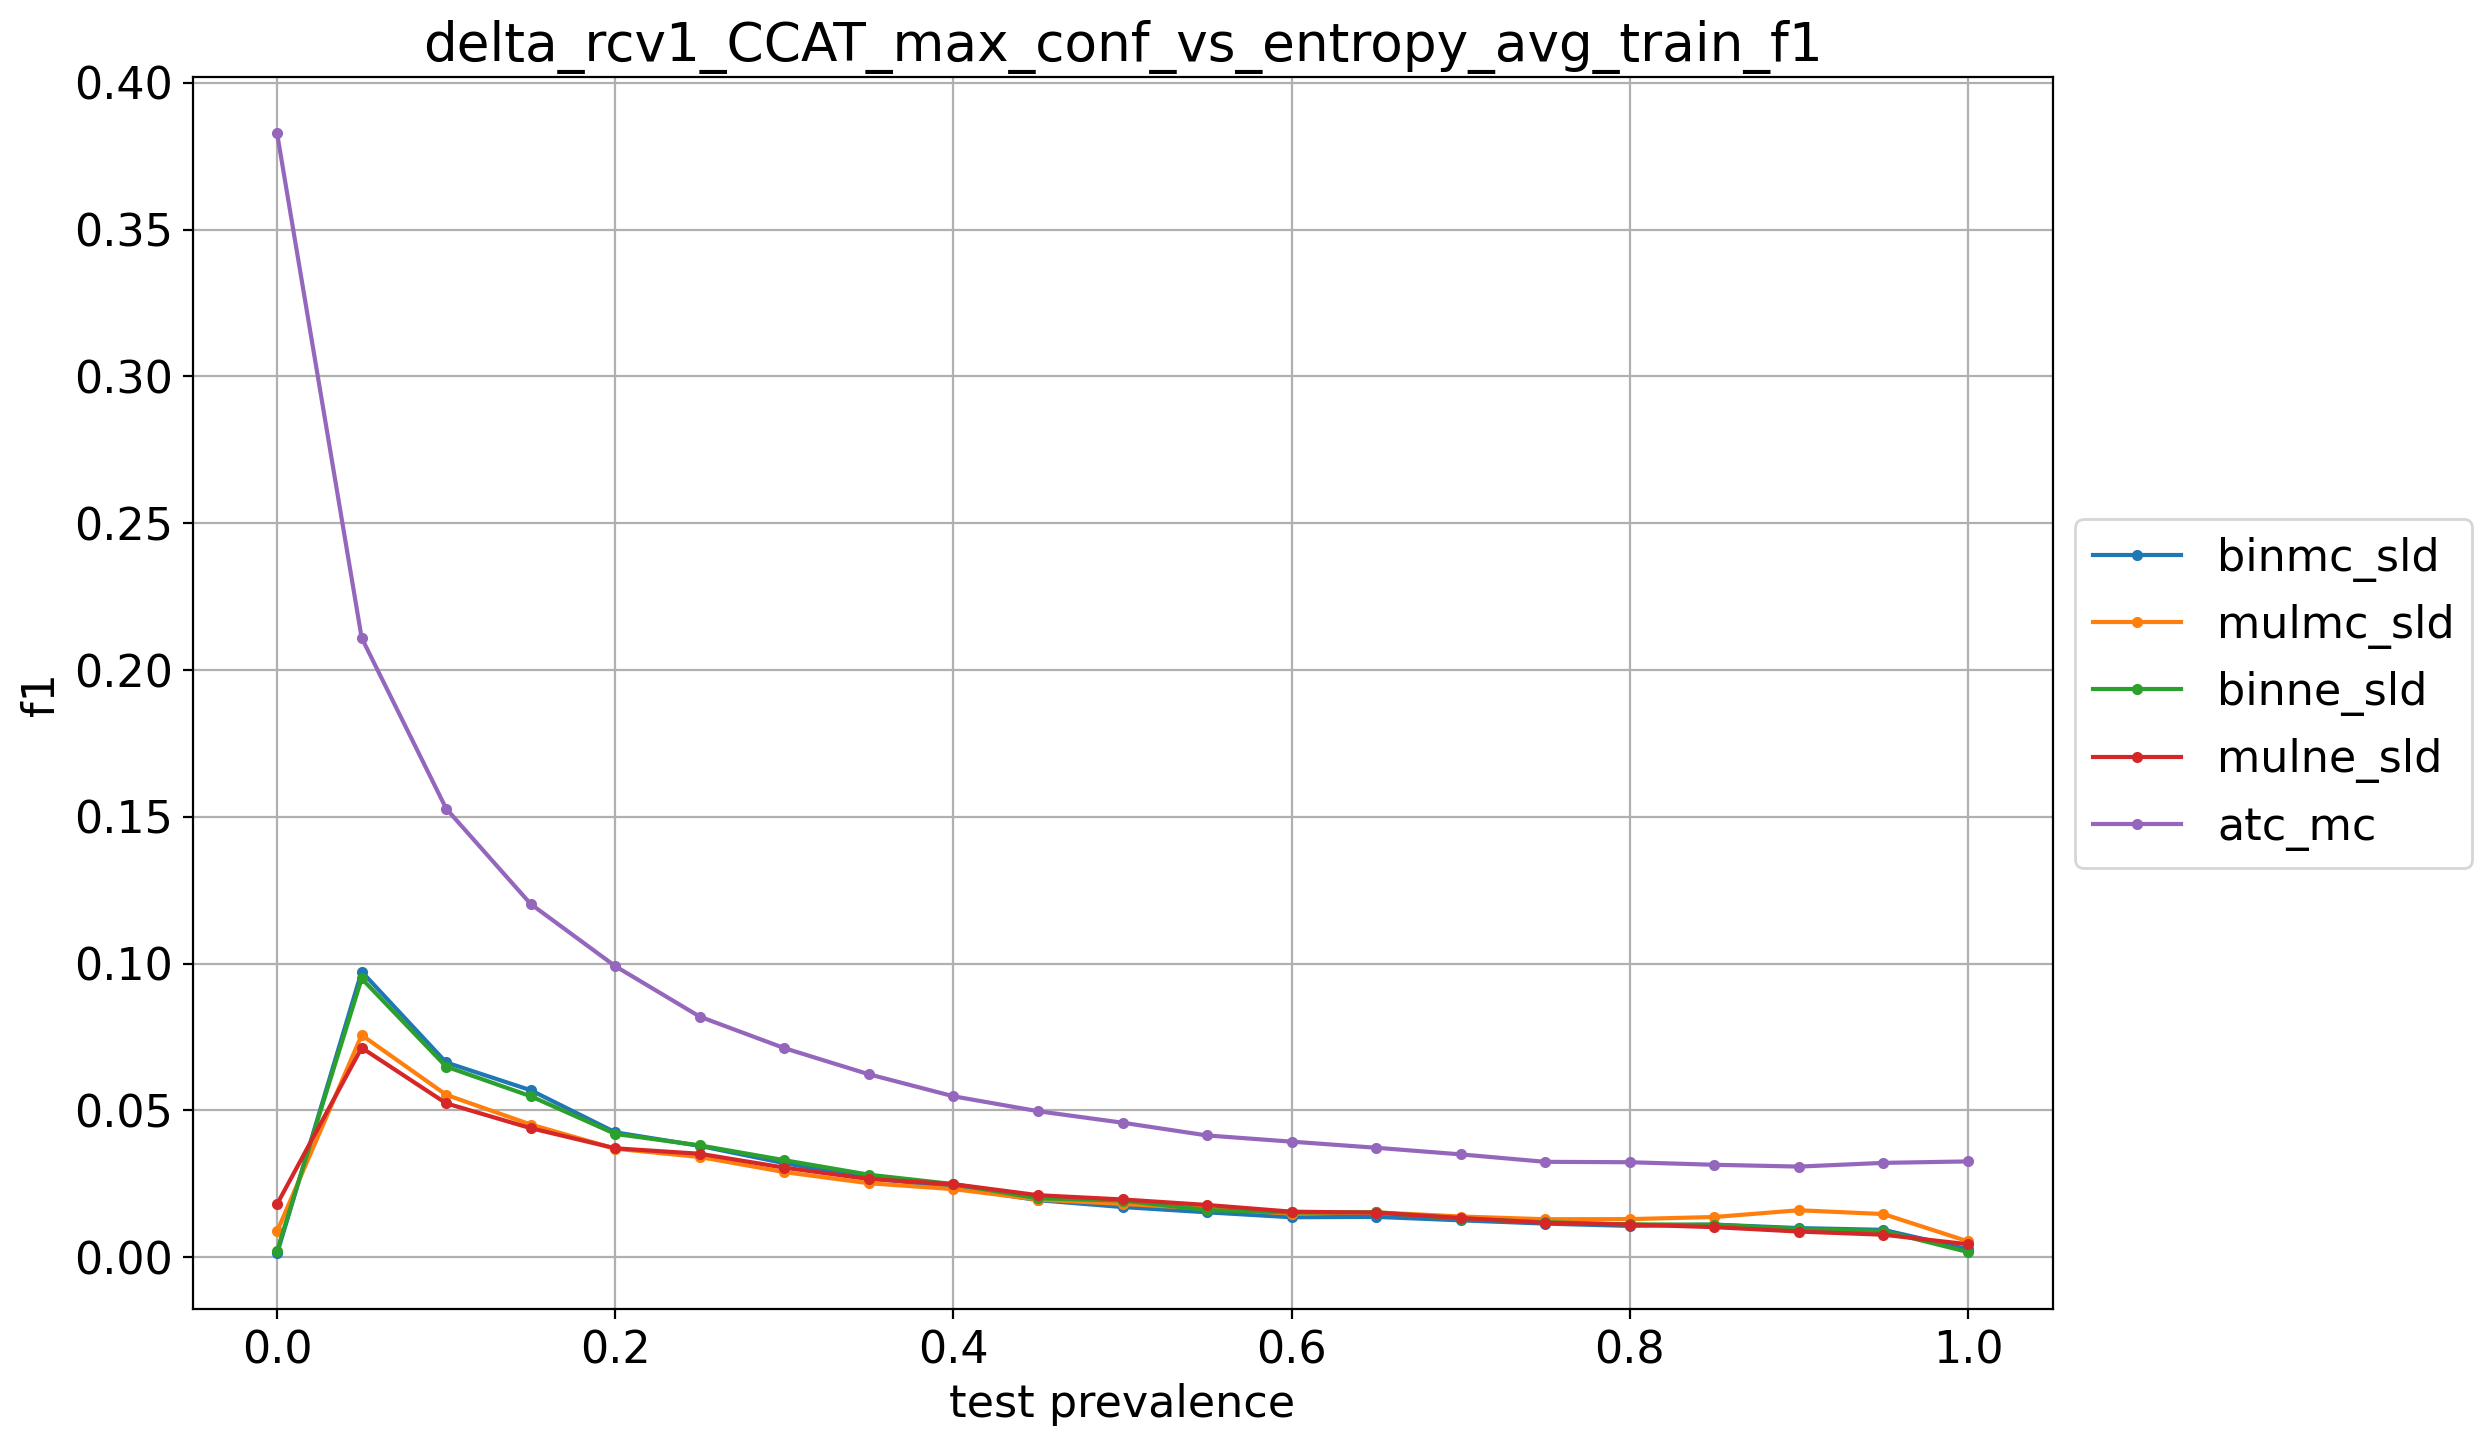 delta_rcv1_CCAT_max_conf_vs_entropy_avg_train_f1
0.40
0.35
0.30
0.25
0.20
0.15
0.10
0.05
0.00
f1
0.0 0.2 0.4 0.6 0.8 1.0
test prevalence
binmc_sld
mulmc_sld
binne_sld
mulne_sld
atc_mc